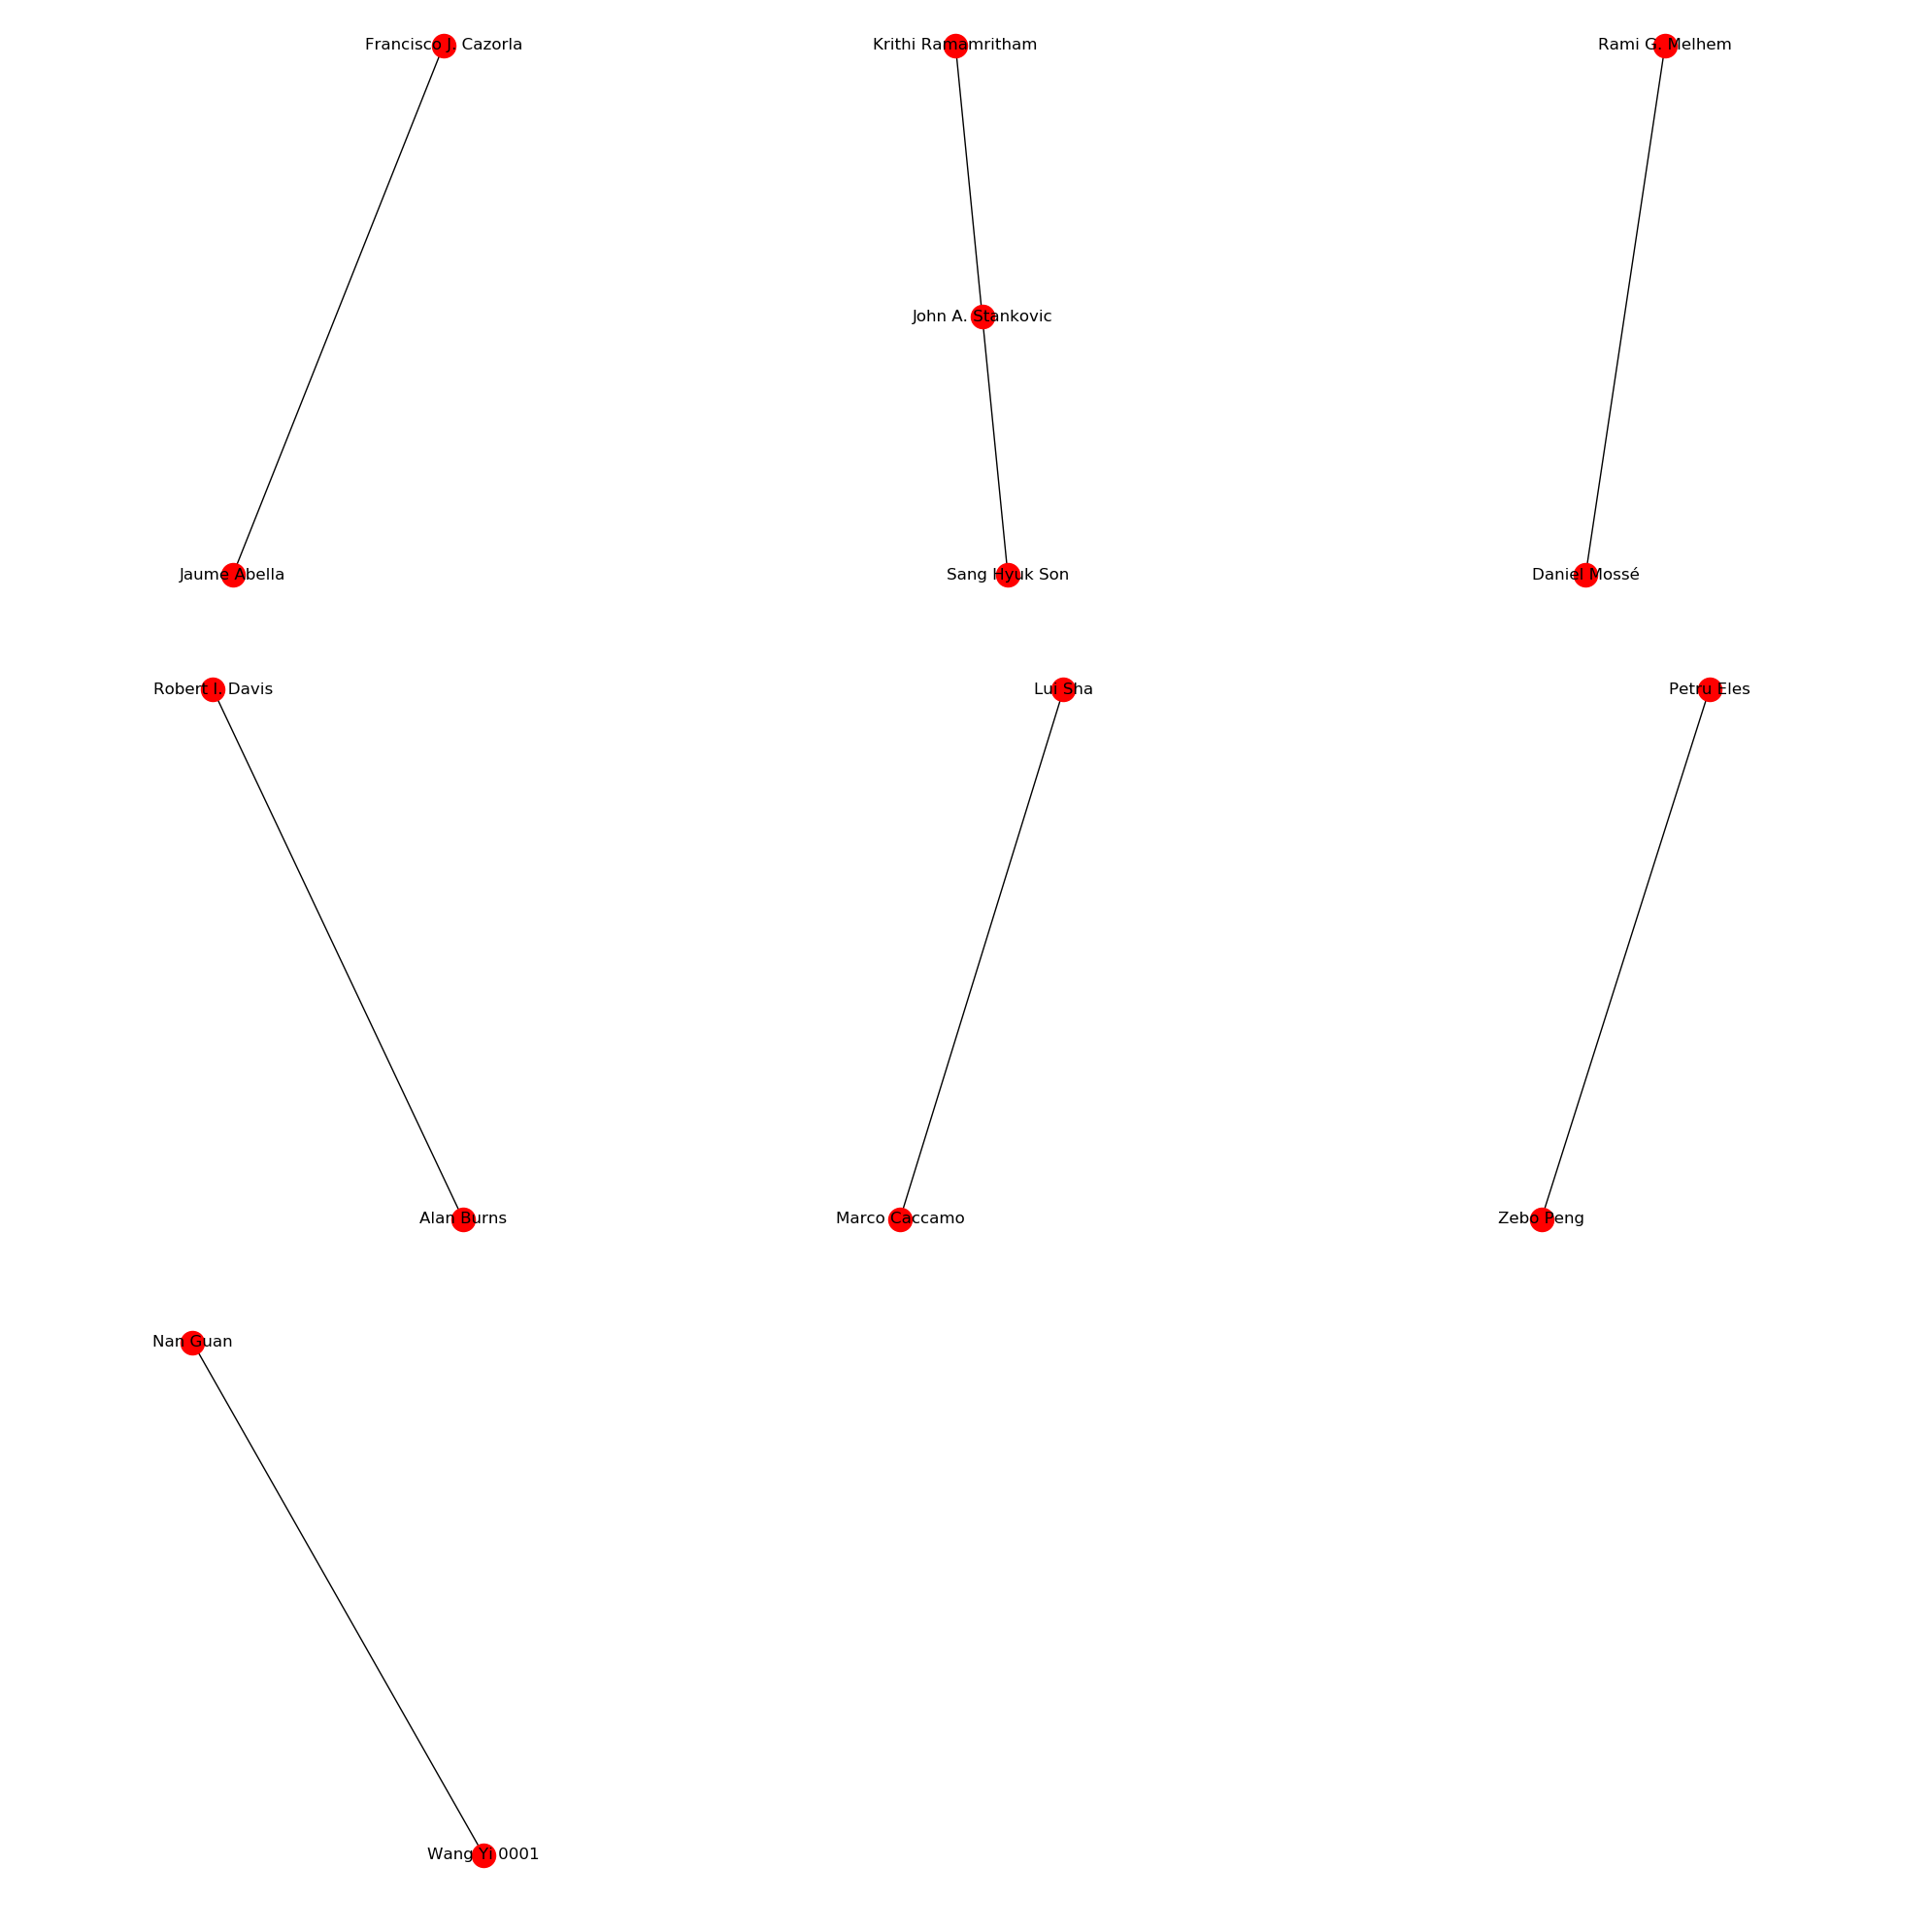 Francisco J. Cazorla
Krithi Ramamritham
Rami G. Melhem
John A. Stankovic
Jaume Abella
Sang Hyuk Son
Daniel Mossé
Robert I. Davis
Lui Sha
Petru Eles
Alan Burns
Marco Caccamo
Zebo Peng
Nan Guan
Wang Yi 0001